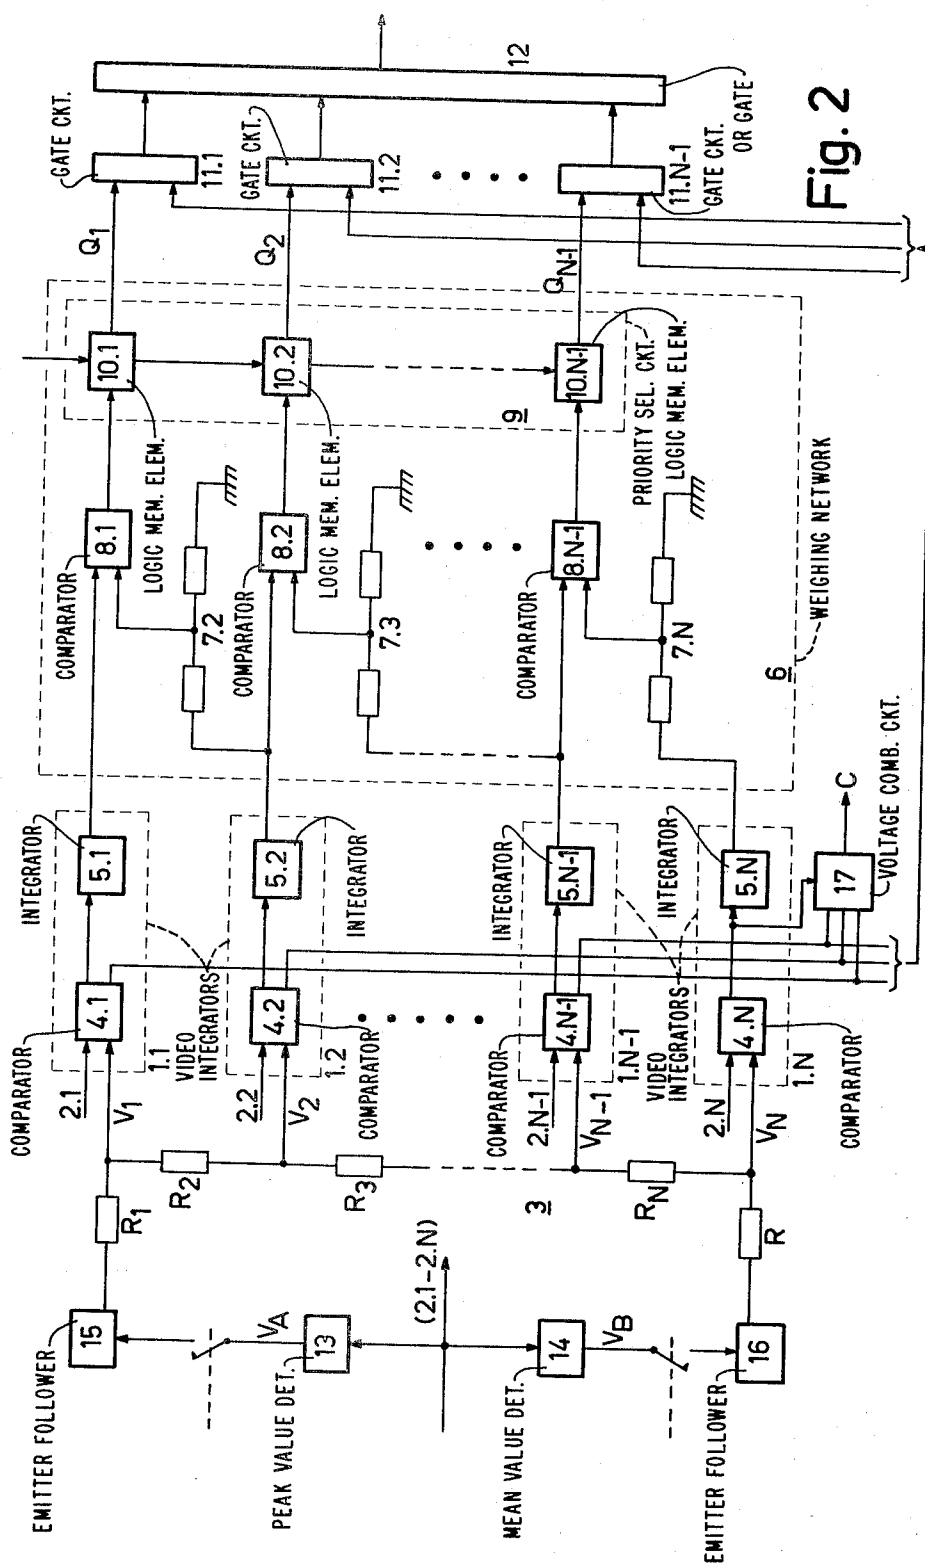 EMITTER FOLLOWER
15
R1
V1
2.1
COMPARATOR
4.1
1.1
INTEGRATOR
5.1
COMPARATOR
8.1
LOGIC MEM. ELEM.
10.1
Q1
GATE CKT.
11.1
12
R2
VIDEO
INTEGRATORS
7.2
PEAK VALUE DET.
13
VA
R3
V2
2.2
4.2
COMPARATOR
1.2
5.2
INTEGRATOR
COMPARATOR
8.2
LOGIC MEM. ELEM.
10.2
Q2
GATE CKT.
11.2
7.3
(2.1-2.N)
3
9
MEAN VALUE DET.
14
VB
RN
VN-1
2.N-1
COMPARATOR
4.N-1
1.N-1
INTEGRATOR
5.N-1
COMPARATOR
8.N-1
10.N-1
QN-1
11.N-1
GATE CKT.
OR GATE
PRIORITY SEL. CKT.
LOGIC MEM. ELEM.
VIDEO
INTEGRATORS
7.N
EMITTER FOLLOWER
16
R
VN
2.N
4.N
1.N
COMPARATOR
INTEGRATOR
5.N
6
WEIGHING NETWORK
17
C
VOLTAGE COMB. CKT.
Fig. 2